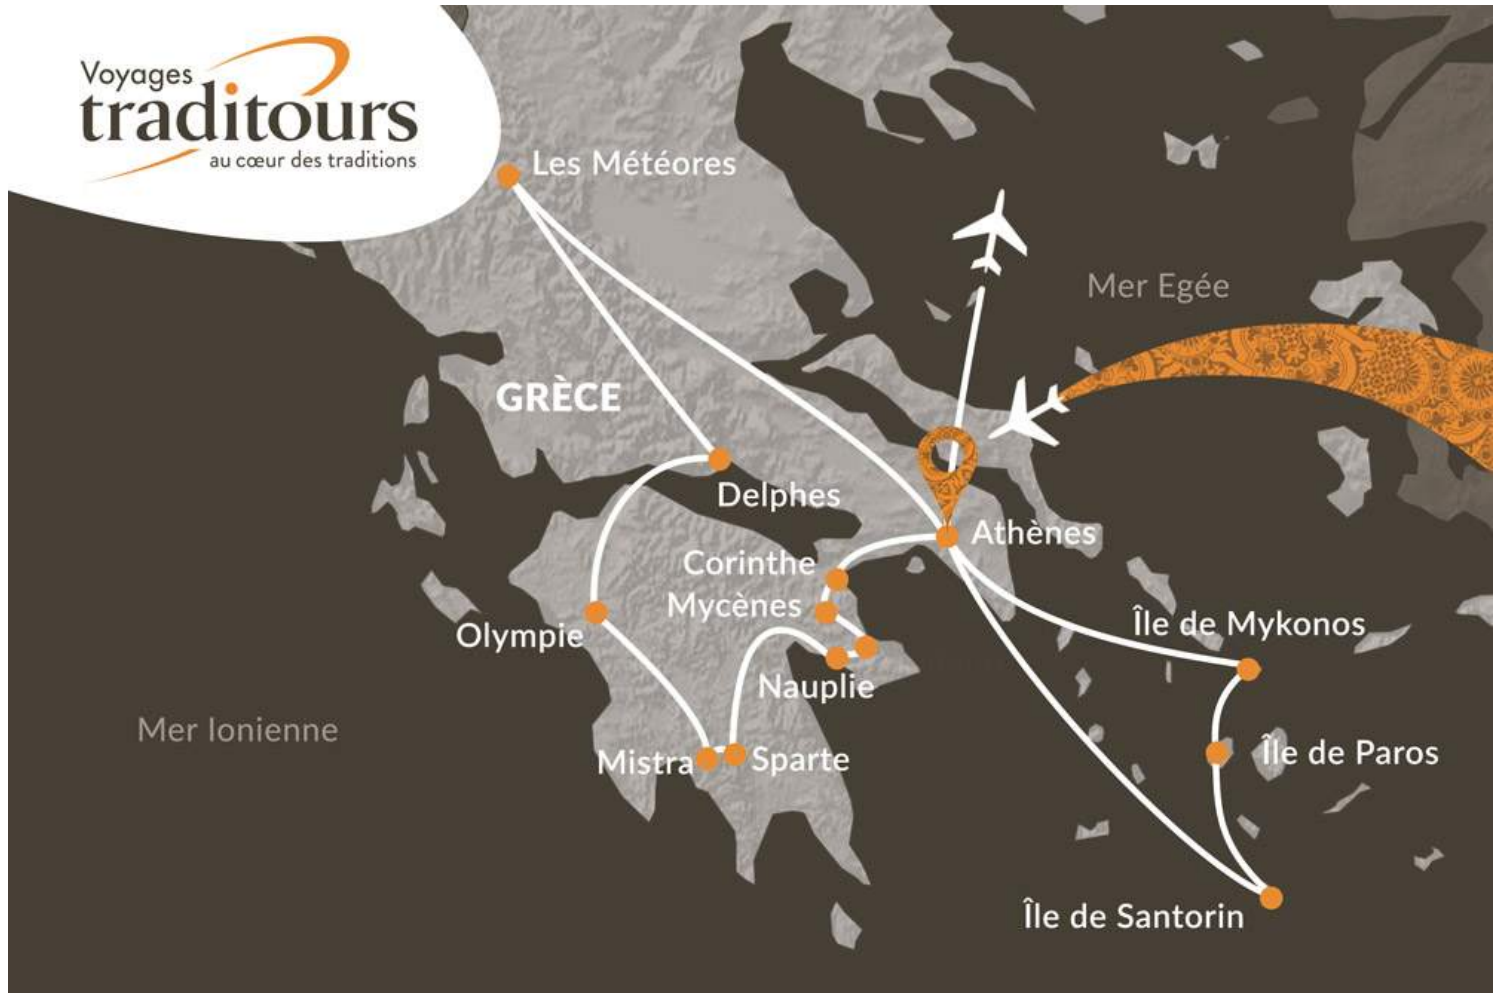 Voyages
traditours
au cœur des traditions
Les Météores
Mer Egée
GRÈCE
Delphes
Athènes
Corinthe
Mycènes
Île de Mykonos
Olympie
Nauplie
Mer Ionienne
Mistra
Sparte
Île de Paros
Île de Santorin